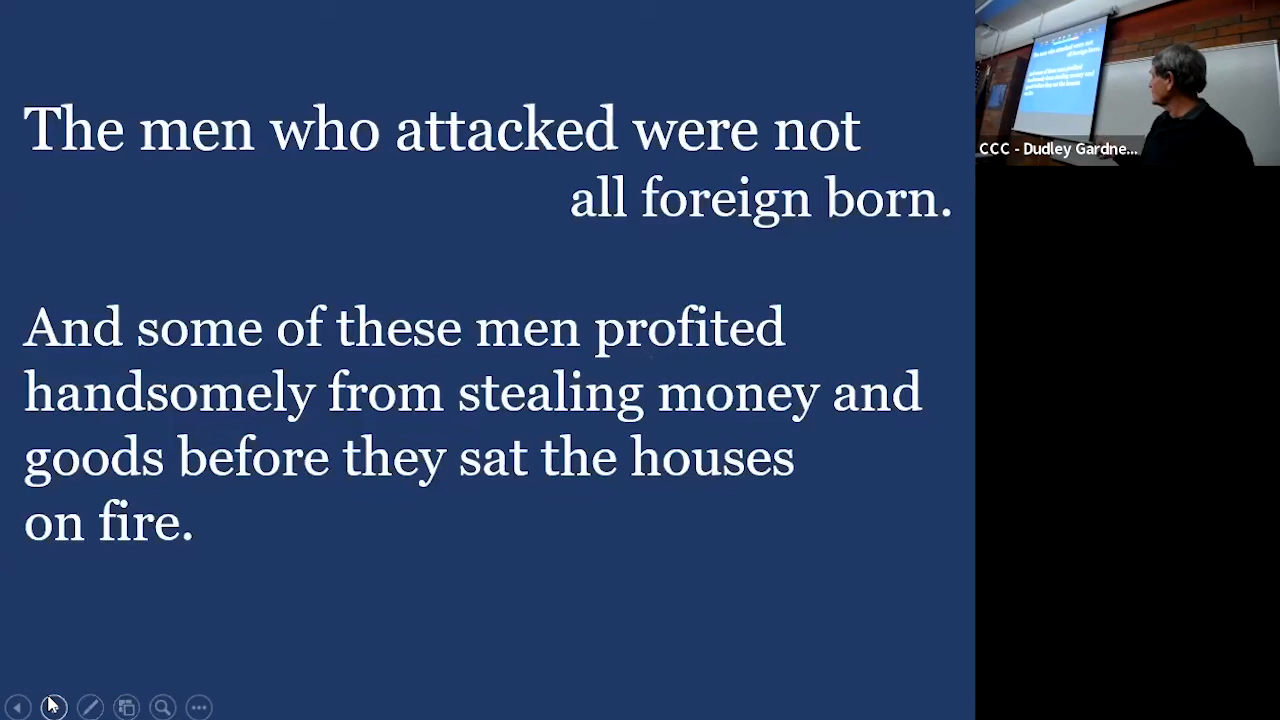 The men who attacked were not
all foreign born.
And some of these men profited
handsomely from stealing money and
goods before they sat the houses
on fire.
CCC - Dudley Gardne...